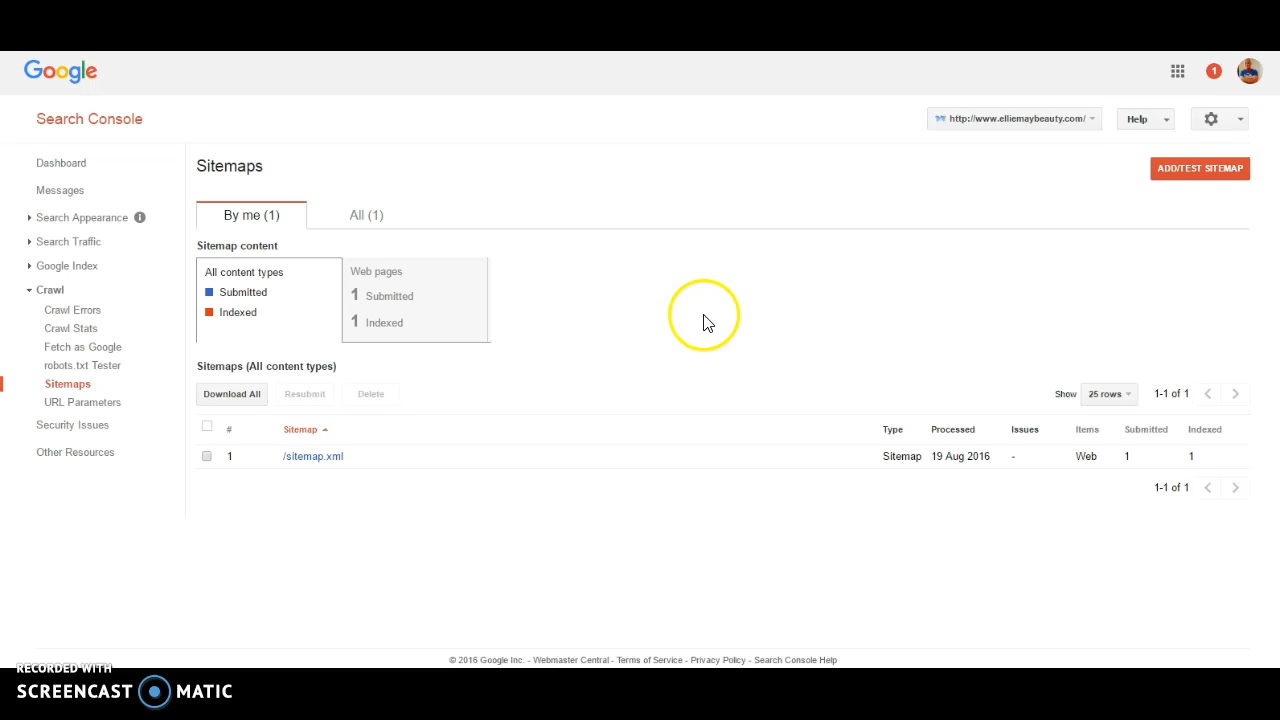 Google
1
Search Console
http://www.elliemaybeauty.com/
Help
Dashboard
Messages
Search Appearance
Search Traffic
Google Index
Crawl
Crawl Errors
Crawl Stats
Fetch as Google
robots.txt Tester
Sitemaps
URL Parameters
Security Issues
Other Resources
Sitemaps
ADD/TEST SITEMAP
By me (1) All (1)
Sitemap content
All content types
Submitted
Indexed
Web pages
1 Submitted
1 Indexed
Sitemaps (All content types)
Download All Resubmit Delete Show 25 rows 1-1 of 1
# Sitemap Type Processed Issues Items Submitted Indexed
1 /sitemap.xml Sitemap 19 Aug 2016 - Web 1 1
1-1 of 1
© 2016 Google Inc. - Webmaster Central - Terms of Service - Privacy Policy - Search Console Help
RECORDED WITH
SCREENCAST MATIC